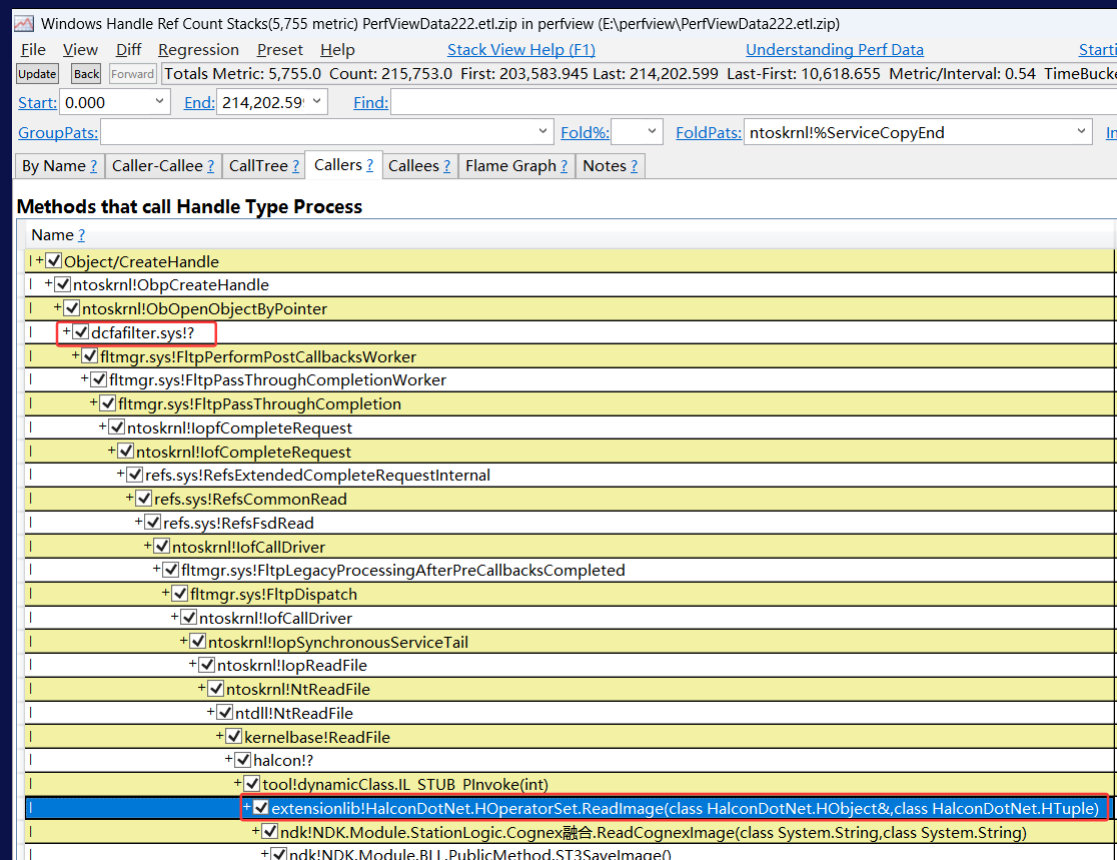 Windows Handle Ref Count Stacks(5,755 metric) PerfViewData222.etl.zip in perfview (E:\perfview\PerfViewData222.etl.zip)
File View Diff Regression Preset Help Stack View Help (F1) Understanding Perf Data Starti
Update Back Forward Totals Metric: 5,755.0 Count: 215,753.0 First: 203,583.945 Last: 214,202.599 Last-First: 10,618.655 Metric/Interval: 0.54 TimeBucke
Start: 0.000 End: 214,202.59 Find:
GroupPats: Fold%: FoldPats: ntoskrnl!%ServiceCopyEnd In
By Name ? Caller-Callee ? CallTree ? Callers ? Callees ? Flame Graph ? Notes ?
Methods that call Handle Type Process
Name ?
Object/CreateHandle
ntoskrnl!ObpCreateHandle
ntoskrnl!ObOpenObjectByPointer
dcfafilter.sys!?
fltmgr.sys!FltpPerformPostCallbacksWorker
fltmgr.sys!FltpPassThroughCompletionWorker
fltmgr.sys!FltpPassThroughCompletion
ntoskrnl!IopfCompleteRequest
ntoskrnl!IofCompleteRequest
refs.sys!RefsExtendedCompleteRequestInternal
refs.sys!RefsCommonRead
refs.sys!RefsFsdRead
ntoskrnl!IofCallDriver
fltmgr.sys!FltpLegacyProcessingAfterPreCallbacksCompleted
fltmgr.sys!FltpDispatch
ntoskrnl!IofCallDriver
ntoskrnl!IopSynchronousServiceTail
ntoskrnl!IopReadFile
ntoskrnl!NtReadFile
ntdll!NtReadFile
kernelbase!ReadFile
halcon!?
tool!dynamicClass.IL_STUB_PInvoke(int)
extensionlib!HalconDotNet.HOperatorSet.ReadImage(class HalconDotNet.HObject&,class HalconDotNet.HTuple)
ndk!NDK.Module.StationLogic.Cognex融合.ReadCognexImage(class System.String,class System.String)
ndk!NDK.Module.BLL.PublicMethod.ST3SaveImage()